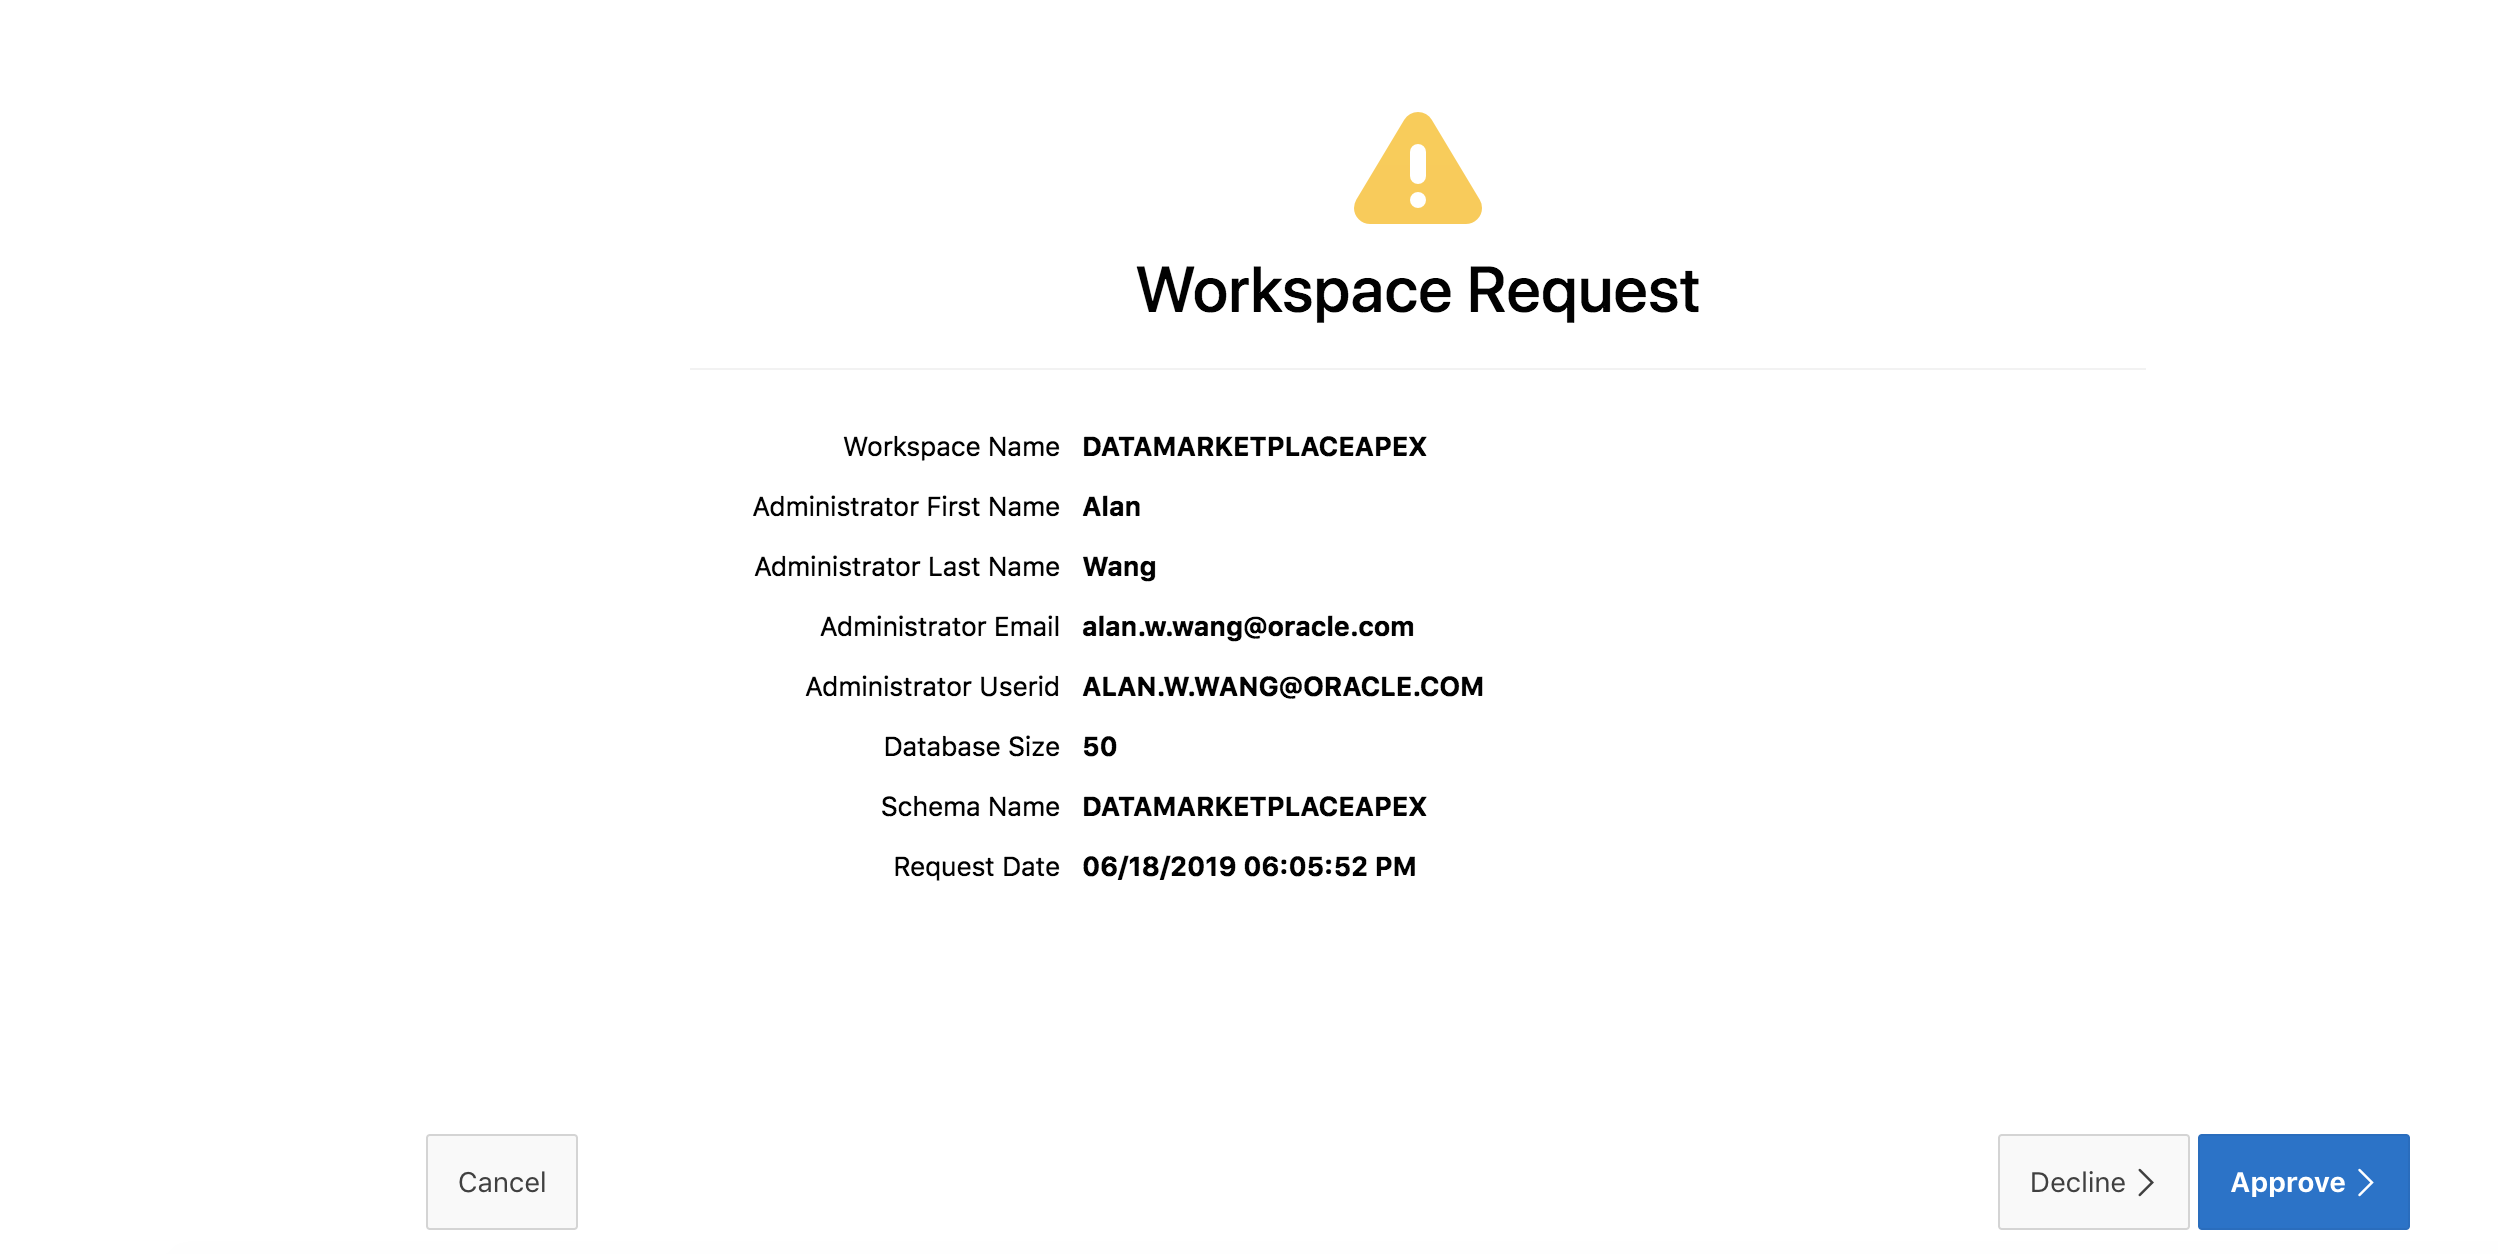 Workspace Request
Workspace Name DATAMARKETPLACEAPEX
Administrator First Name Alan
Administrator Last Name Wang
Administrator Email alan.w.wang@oracle.com
Administrator Userid ALAN.W.WANG@ORACLE.COM
Database Size 50
Schema Name DATAMARKETPLACEAPEX
Request Date 06/18/2019 06:05:52 PM
Cancel Decline Approve